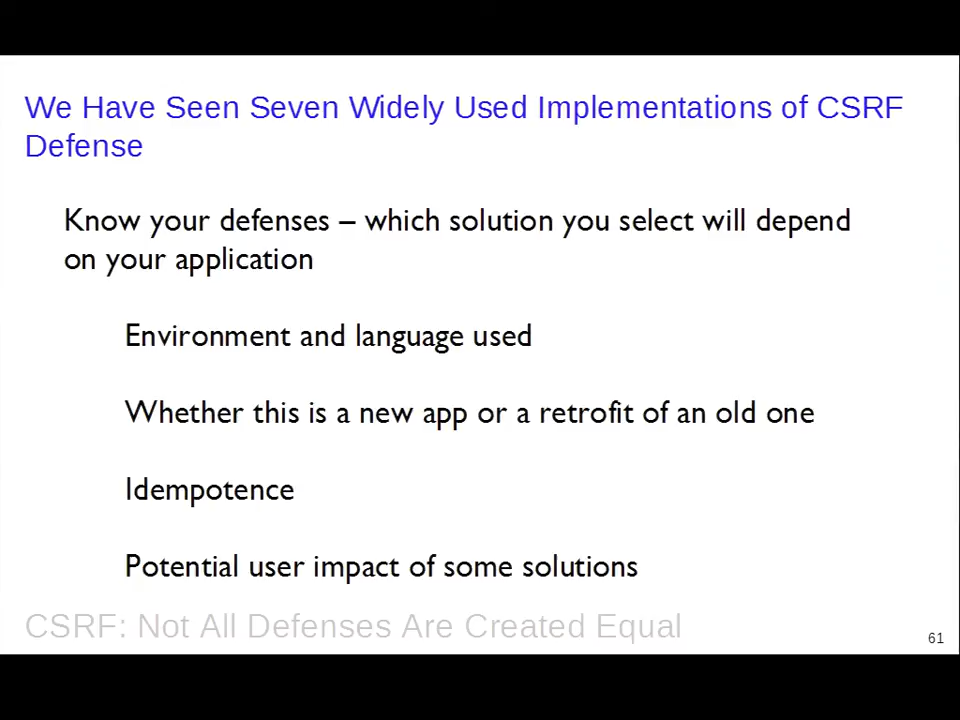 We Have Seen Seven Widely Used Implementations of CSRF
Defense
Know your defenses – which solution you select will depend
on your application
Environment and language used
Whether this is a new app or a retrofit of an old one
Idempotence
Potential user impact of some solutions
CSRF: Not All Defenses Are Created Equal
61